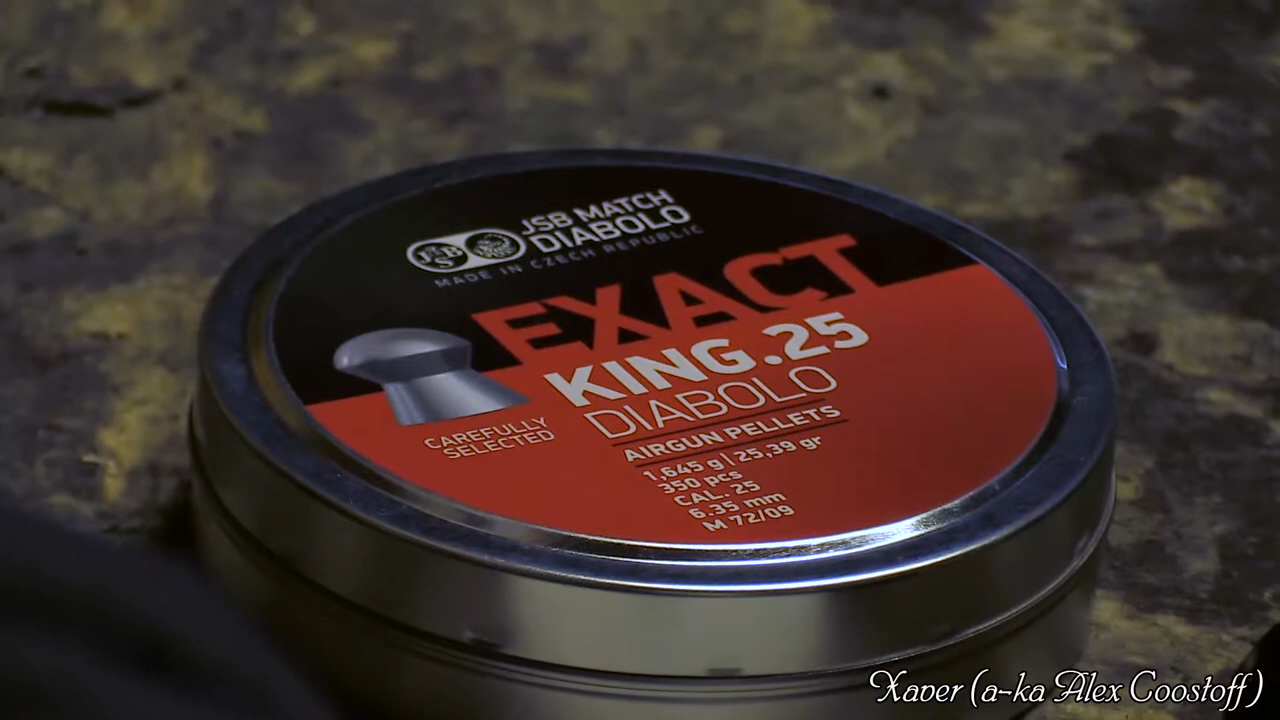 JSB
JSB MATCH
DIABOLO
MADE IN CZECH REPUBLIC
EXACT
KING .25
DIABOLO
CAREFULLY
SELECTED
AIRGUN PELLETS
1,645 g | 25,39 gr
350 pcs
CAL. 25
6.35 mm
M 72/09
Xaver (a-ka Alex Coostoff)